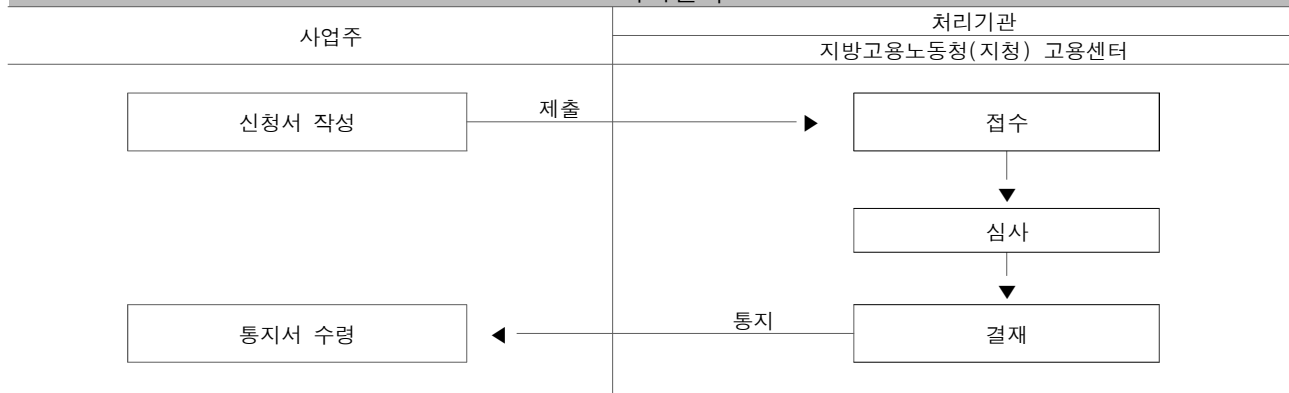 사업주
처리기관
지방고용노동청(지청) 고용센터
신청서 작성
제출
접수
심사
통지서 수령
통지
결재